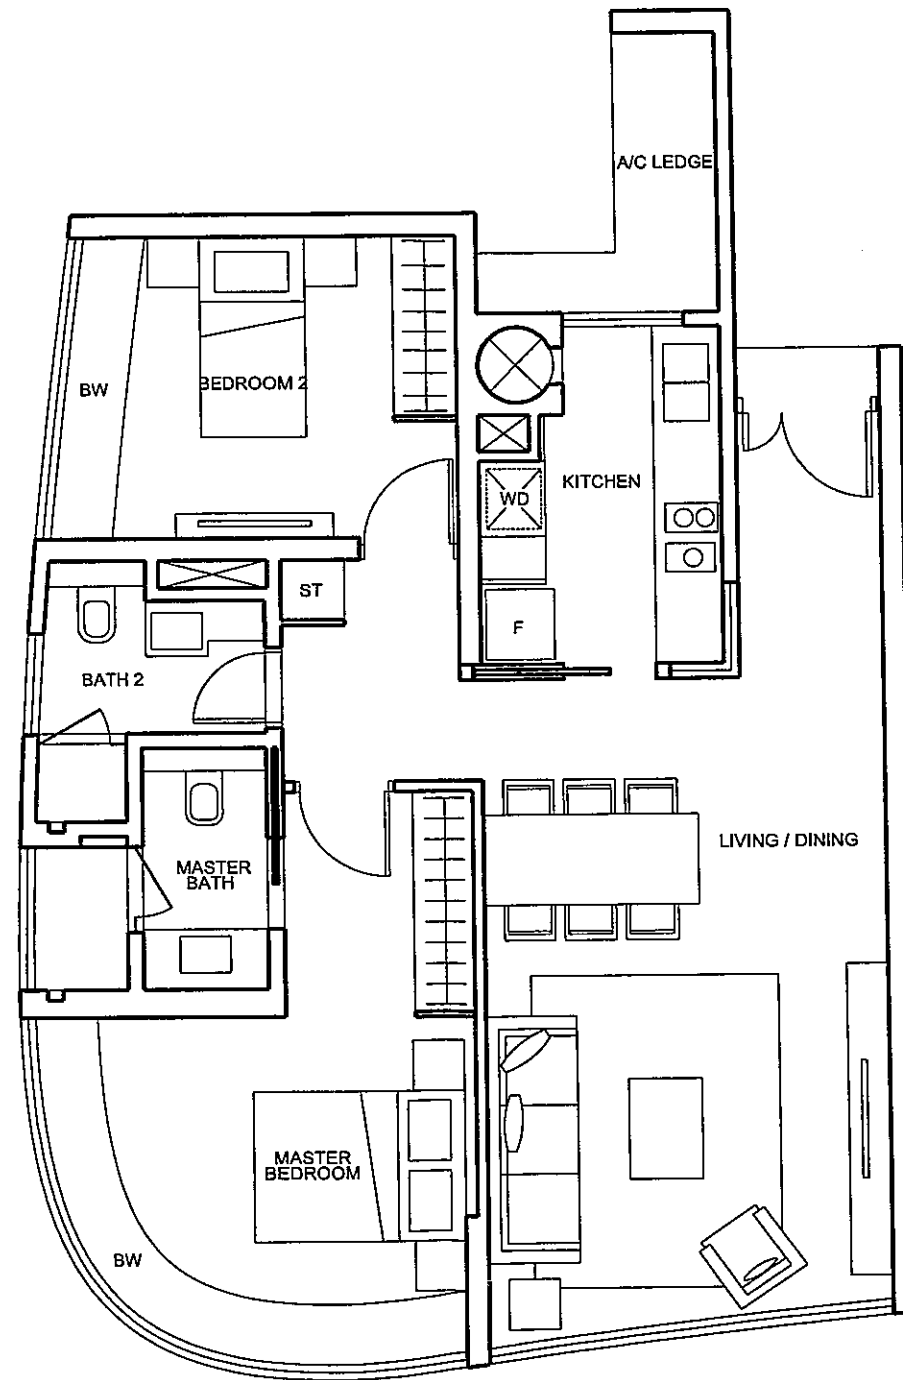 A/C LEDGE
BW
BEDROOM 2
KITCHEN
WD
ST
F
BATH 2
MASTER
BATH
LIVING / DINING
MASTER
BEDROOM
BW